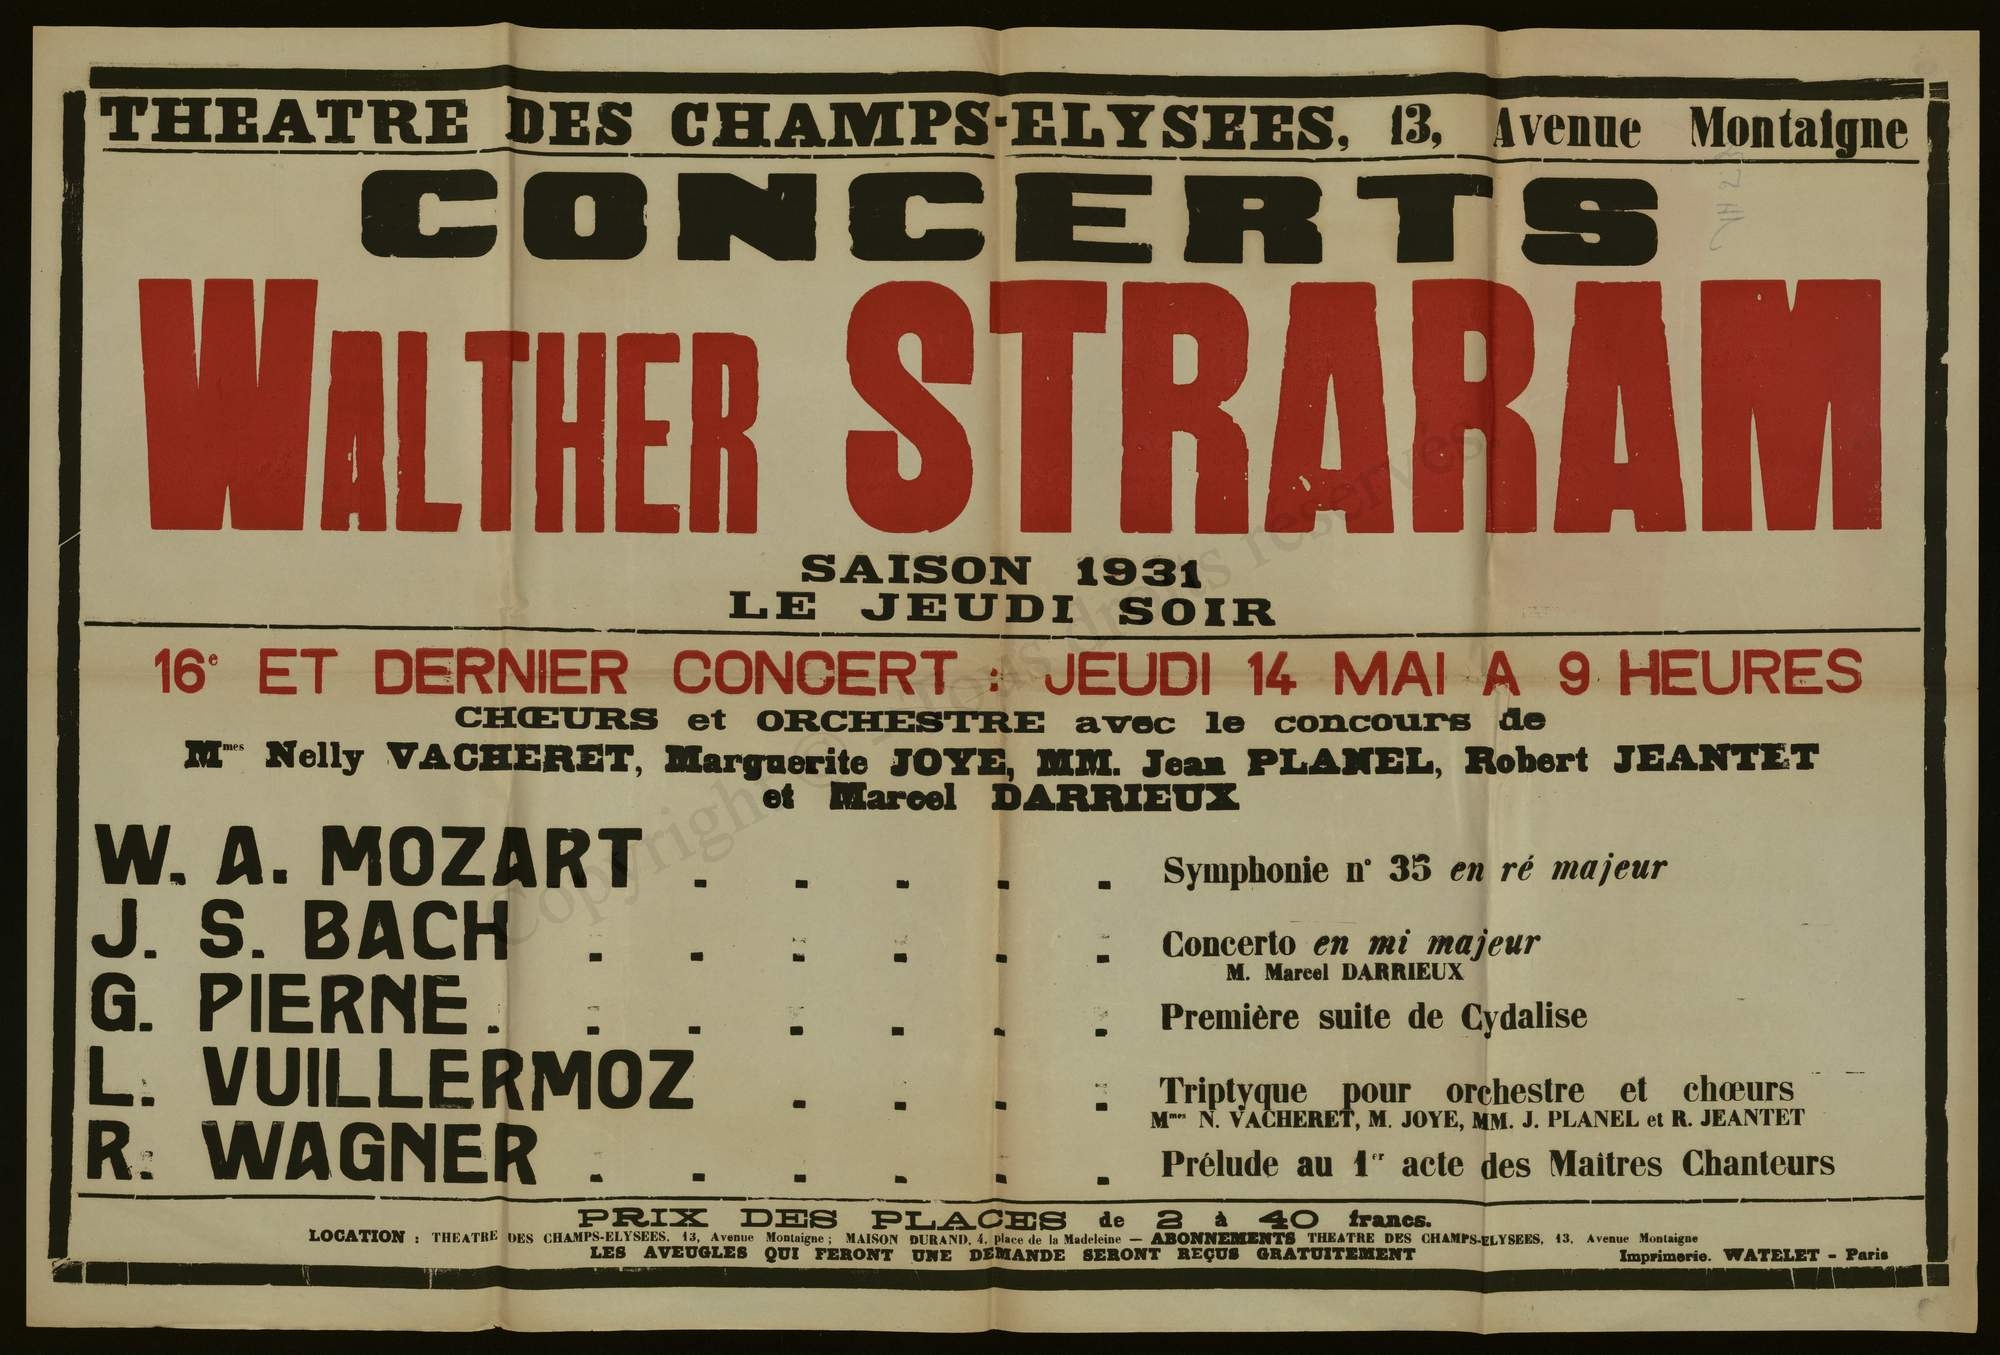 THEATRE DES CHAMPS-ELYSEES, 13, Avenue Montaigne
CONCERTS
WALTHER STRARAM
SAISON 1931
LE JEUDI SOIR
16e ET DERNIER CONCERT : JEUDI 14 MAI A 9 HEURES
CHŒURS et ORCHESTRE avec le concours de
Mmes Nelly VACHERET, Marguerite JOYE, MM. Jean PLANEL, Robert JEANTET
et Marcel DARRIEUX
W. A. MOZART . . . . . Symphonie n° 35 en ré majeur
J. S. BACH . . . . . . Concerto en mi majeur
M. Marcel DARRIEUX
G. PIERNE . . . . . . . Première suite de Cydalise
L. VUILLERMOZ . . . . Triptyque pour orchestre et chœurs
Mmes N. VACHERET, M. JOYE, MM. J. PLANEL et R. JEANTET
R. WAGNER . . . . . . Prélude au 1er acte des Maîtres Chanteurs
PRIX DES PLACES de 2 à 40 francs.
LOCATION : THEATRE DES CHAMPS-ELYSEES, 13, Avenue Montaigne ; MAISON DURAND, 4, place de la Madeleine — ABONNEMENTS THEATRE DES CHAMPS-ELYSEES, 13, Avenue Montaigne
LES AVEUGLES QUI FERONT UNE DEMANDE SERONT REÇUS GRATUITEMENT
Imprimerie. WATELET - Paris
Copyright © - Tous droits réservés.